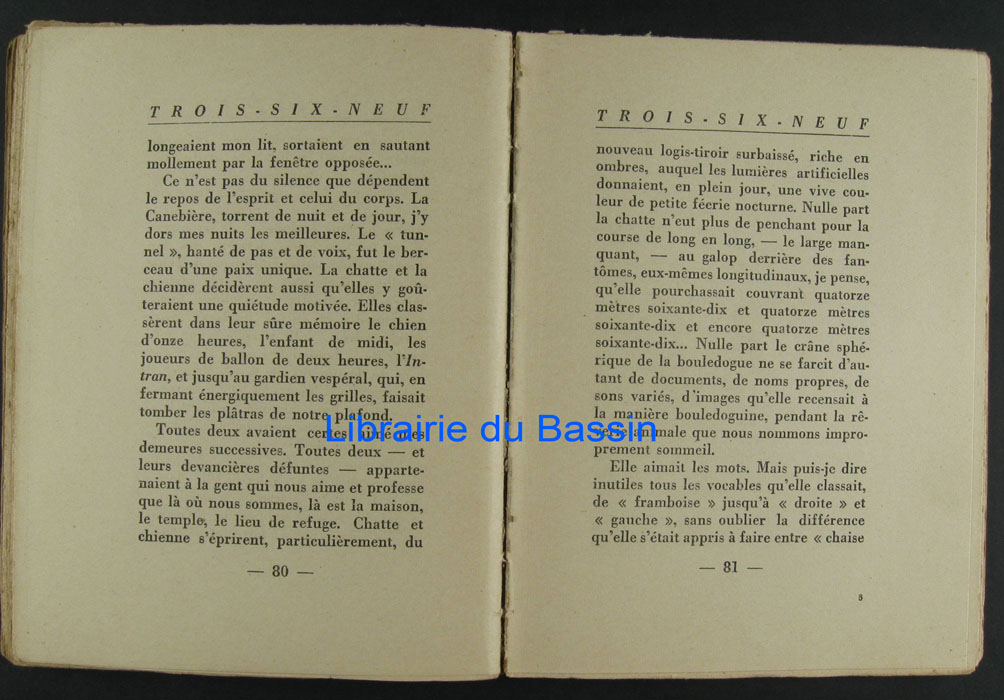 TROIS-SIX-NEUF
longeaient mon lit, sortaient en sautant
mollement par la fenêtre opposée...
Ce n'est pas du silence que dépendent
le repos de l'esprit et celui du corps. La
Canebière, torrent de nuit et de jour, j'y
dors mes nuits les meilleures. Le « tun-
nel », hanté de pas et de voix, fut le ber-
ceau d'une paix unique. La chatte et la
chienne décidèrent aussi qu'elles y goû-
teraient une quiétude motivée. Elles clas-
sèrent dans leur sûre mémoire le chien
d'onze heures, l'enfant de midi, les
joueurs de ballon de deux heures, l'In-
tran, et jusqu'au gardien vespéral, qui, en
fermant énergiquement les grilles, faisait
tomber les plâtras de notre plafond.
Toutes deux avaient certes aimé mes
demeures successives. Toutes deux — et
leurs devancières défuntes — apparte-
naient à la gent qui nous aime et professe
que là où nous sommes, là est la maison,
le temple, le lieu de refuge. Chatte et
chienne s'éprirent, particulièrement, du
— 80 —
TROIS-SIX-NEUF
nouveau logis-tiroir surbaissé, riche en
ombres, auquel les lumières artificielles
donnaient, en plein jour, une vive cou-
leur de petite féerie nocturne. Nulle part
la chatte n'eut plus de penchant pour la
course de long en long, — le large man-
quant, — au galop derrière des fan-
tômes, eux-mêmes longitudinaux, je pense,
qu'elle pourchassait couvrant quatorze
mètres soixante-dix et quatorze mètres
soixante-dix et encore quatorze mètres
soixante-dix... Nulle part le crâne sphé-
rique de la bouledogue ne se farcit d'au-
tant de documents, de noms propres, de
sons variés, d'images qu'elle recensait à
la manière bouledoguine, pendant la rê-
verie animale que nous nommons impro-
prement sommeil.
Elle aimait les mots. Mais puis-je dire
inutiles tous les vocables qu'elle classait,
de « framboise » jusqu'à « droite » et
« gauche », sans oublier la différence
qu'elle s'était appris à faire entre « chaise
— 81 —
5
Librairie du Bassin